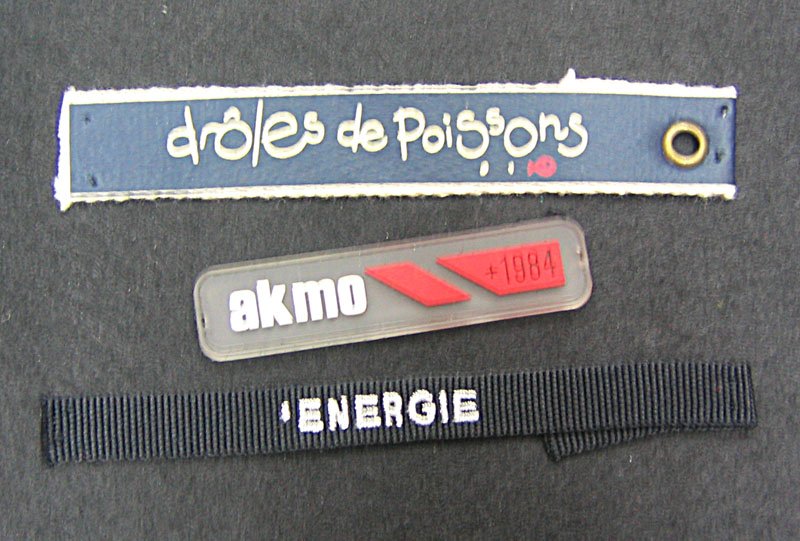 drôles de Poissons
akmo +1984
'ENERGIE